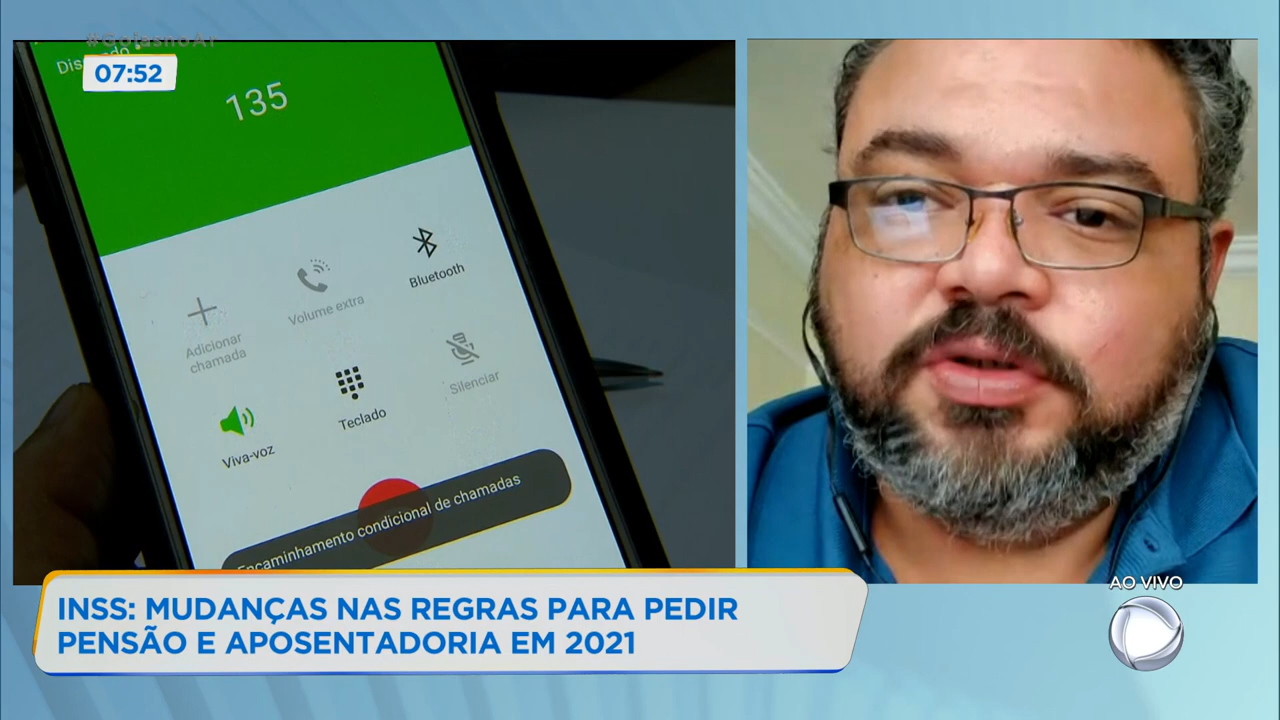 #GoiásnoAr
07:52
135
Bluetooth
Volume extra
Adicionar
chamada
Silenciar
Teclado
Viva-voz
Encaminhamento condicional de chamadas
INSS: MUDANÇAS NAS REGRAS PARA PEDIR
PENSÃO E APOSENTADORIA EM 2021
AO VIVO